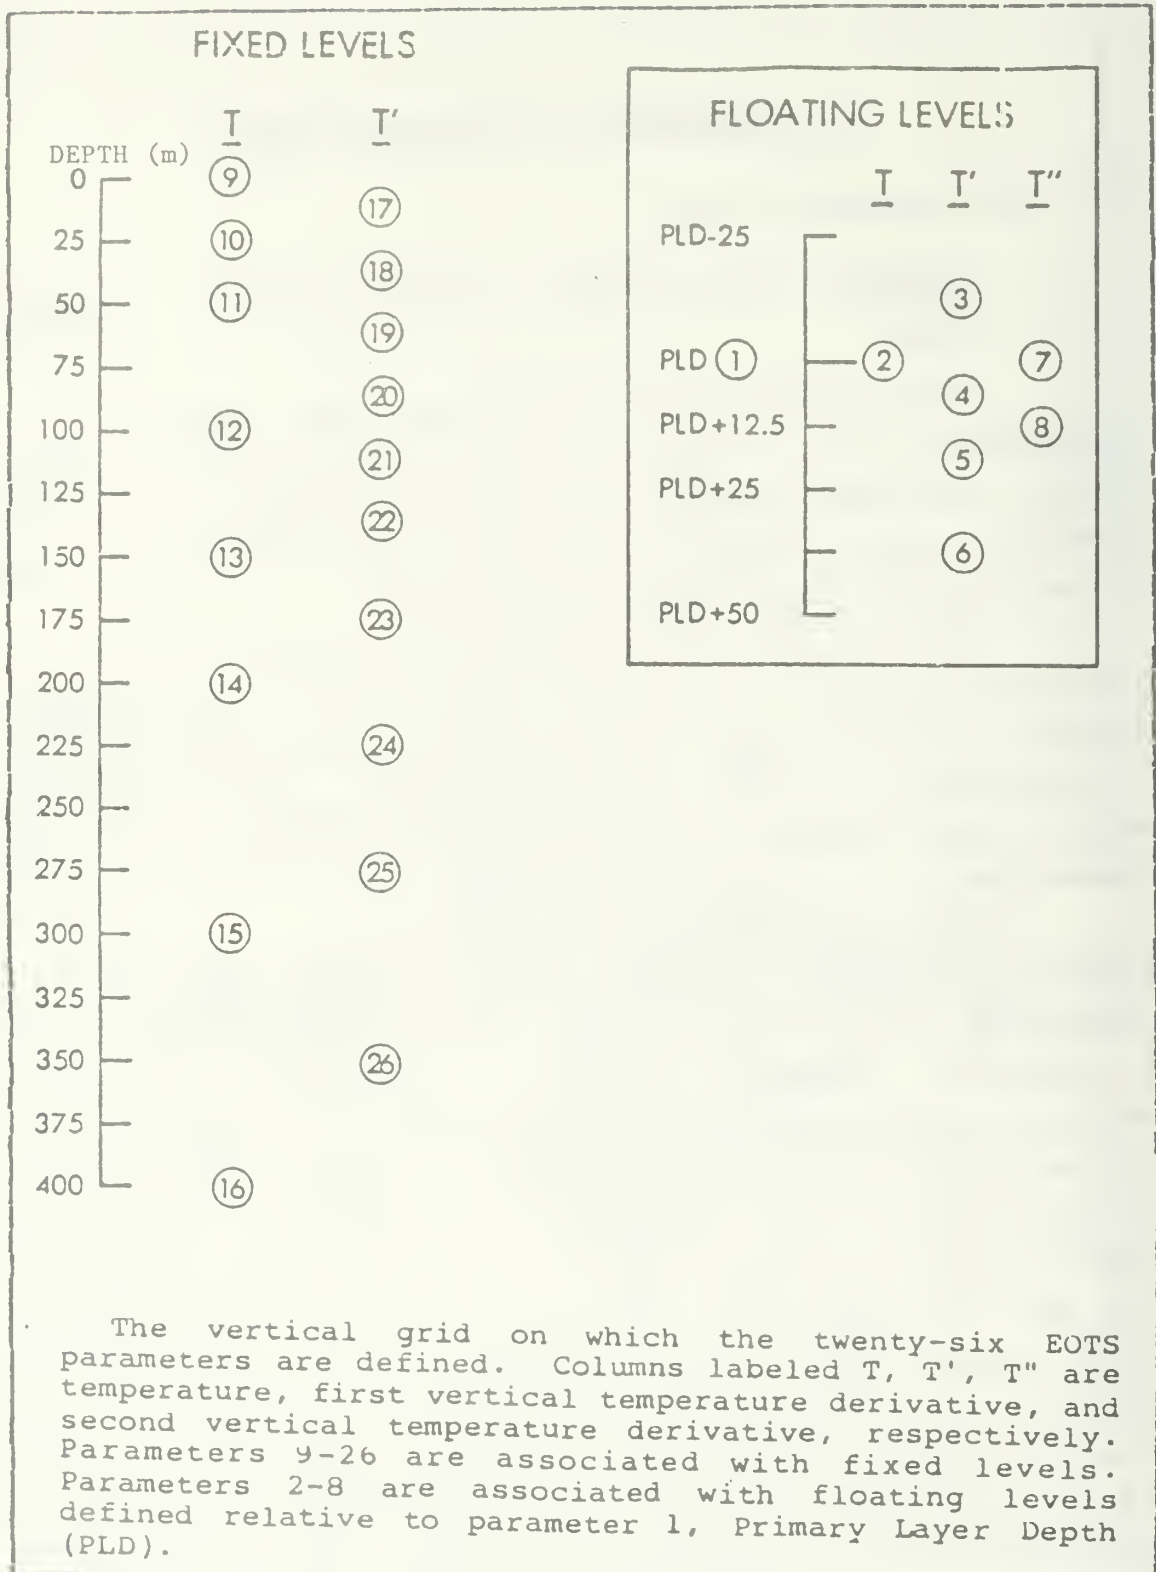 FIXED LEVELS
T T'
DEPTH (m)
0 9
17
25 10
18
50 11
19
75
20
100 12
21
125
22
150 13
175 23
200 14
225 24
250
275 25
300 15
325
350 26
375
400 16
FLOATING LEVELS
T T' T"
PLD-25
3
PLD 1 2 7
4
PLD+12.5 8
5
PLD+25
6
PLD+50
The vertical grid on which the twenty-six EOTS
parameters are defined. Columns labeled T, T', T" are
temperature, first vertical temperature derivative, and
second vertical temperature derivative, respectively.
Parameters 9-26 are associated with fixed levels.
Parameters 2-8 are associated with floating levels
defined relative to parameter 1, Primary Layer Depth
(PLD).